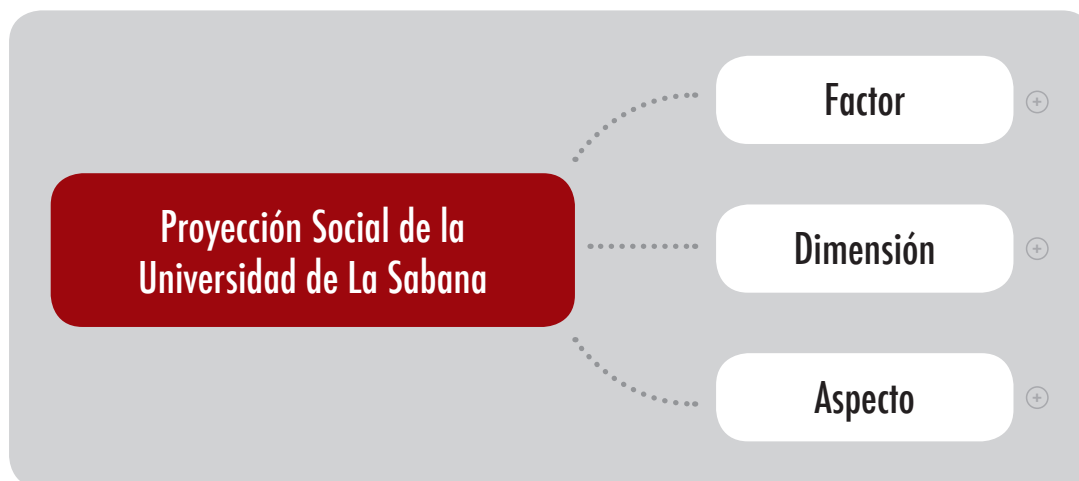 Factor
Proyección Social de la
Universidad de La Sabana
Dimensión
Aspecto